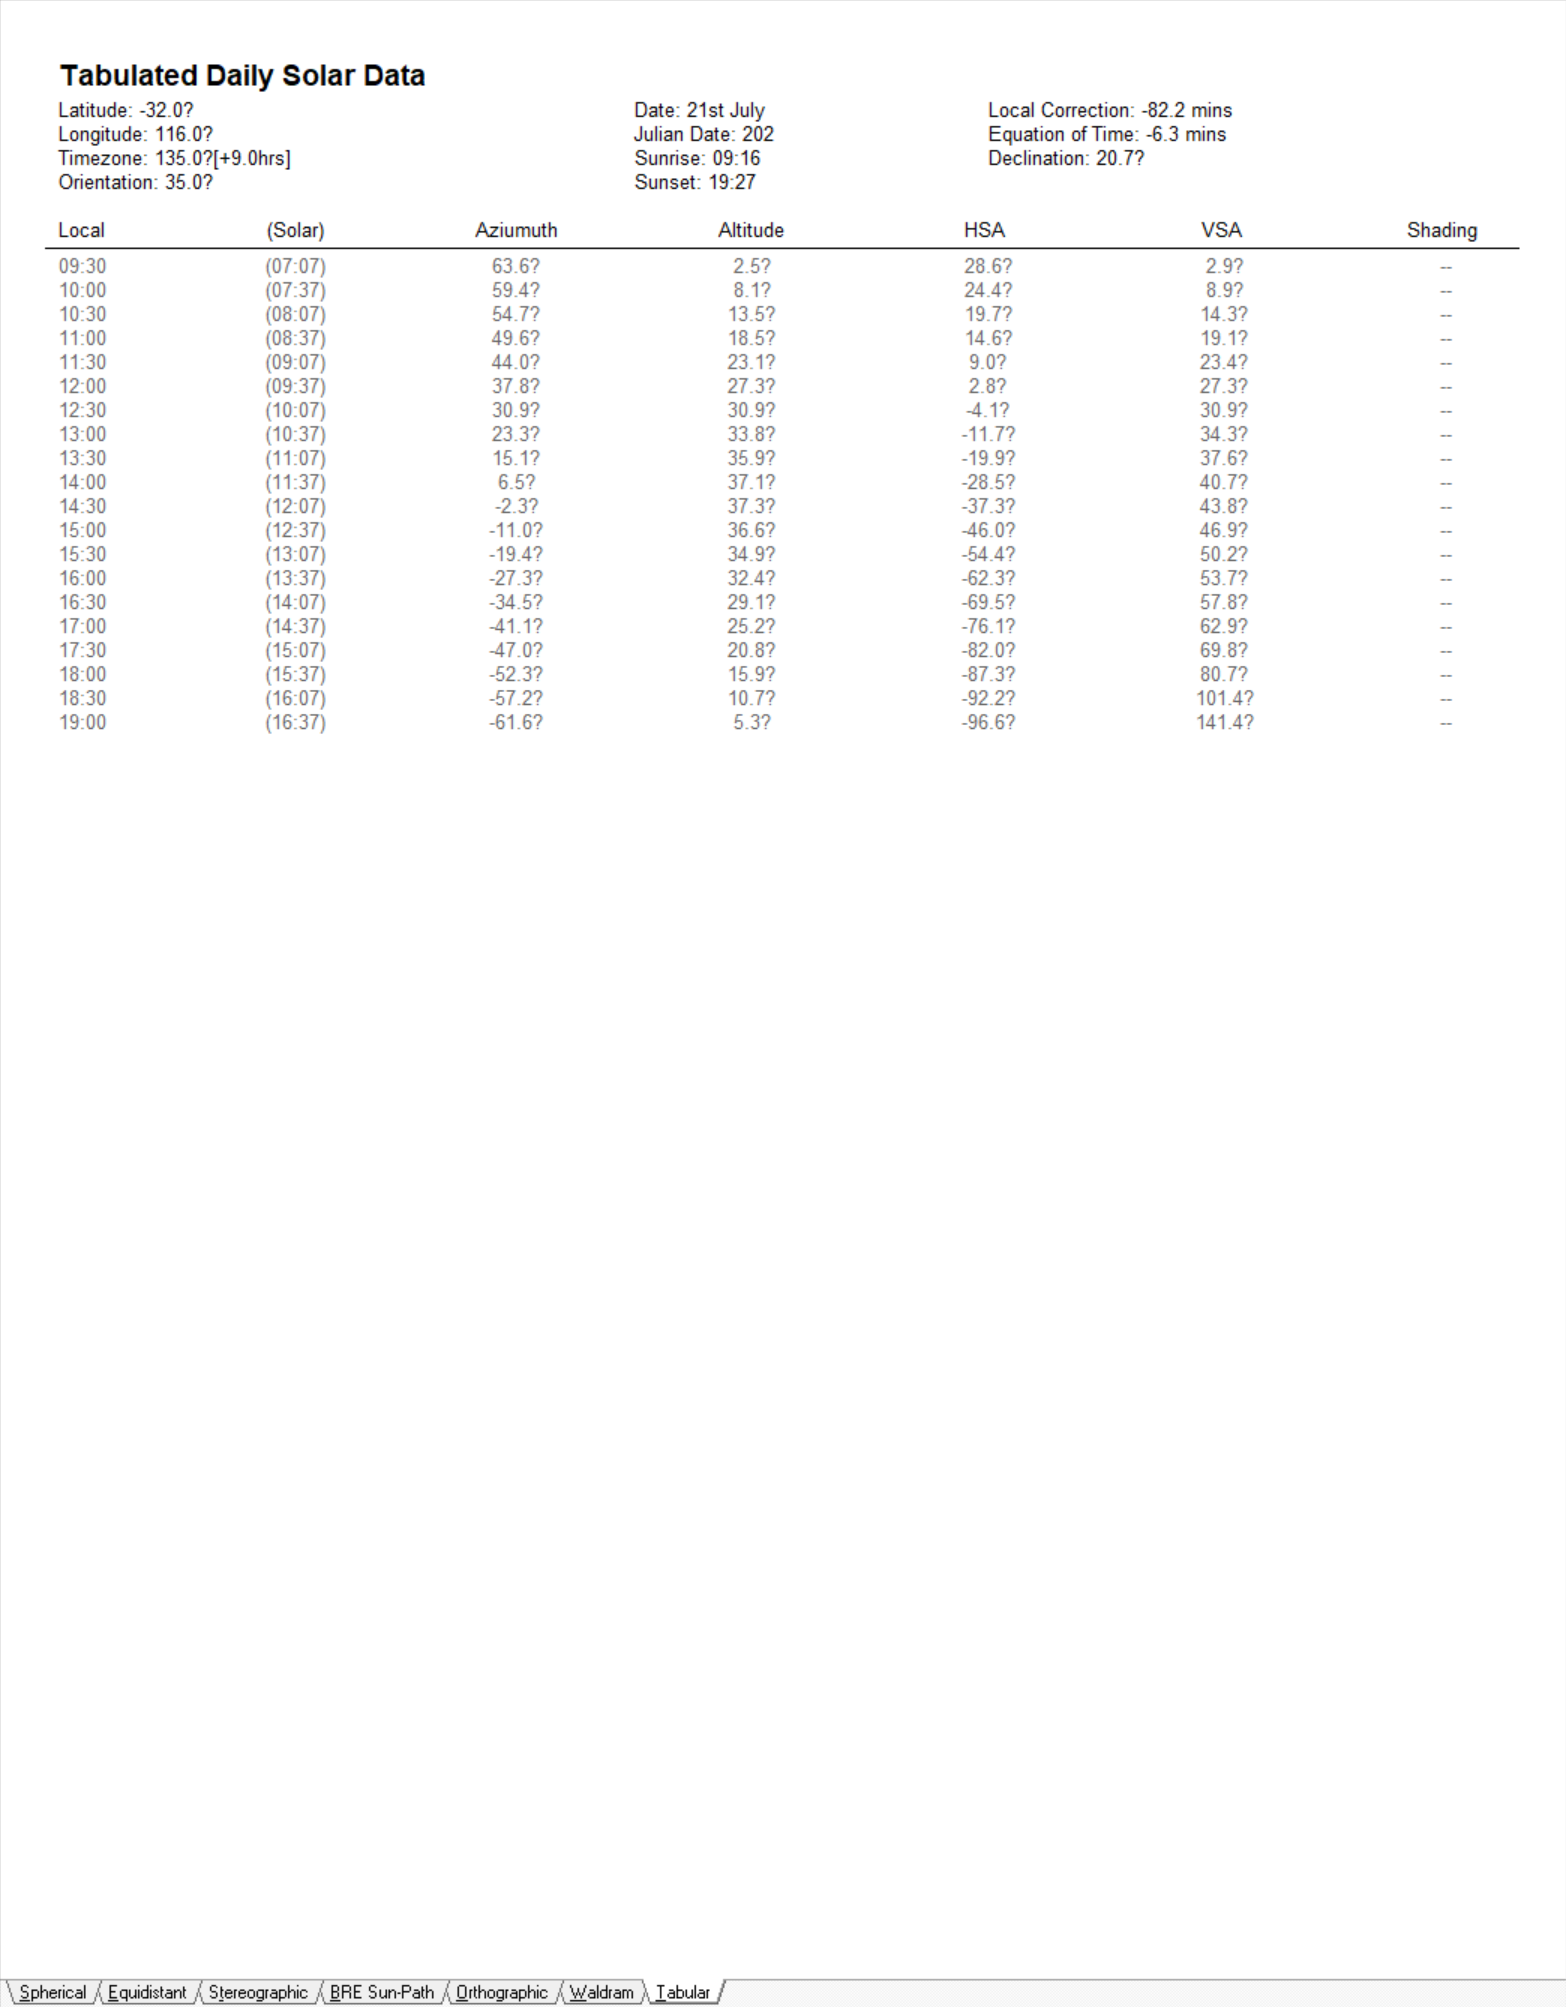 Tabulated Daily Solar Data
Latitude: -32.0? Date: 21st July Local Correction: -82.2 mins
Longitude: 116.0? Julian Date: 202 Equation of Time: -6.3 mins
Timezone: 135.0?[+9.0hrs] Sunrise: 09:16 Declination: 20.7?
Orientation: 35.0? Sunset: 19:27
Local (Solar) Aziumuth Altitude HSA VSA Shading
09:30 (07:07) 63.6? 2.5? 28.6? 2.9? --
10:00 (07:37) 59.4? 8.1? 24.4? 8.9? --
10:30 (08:07) 54.7? 13.5? 19.7? 14.3? --
11:00 (08:37) 49.6? 18.5? 14.6? 19.1? --
11:30 (09:07) 44.0? 23.1? 9.0? 23.4? --
12:00 (09:37) 37.8? 27.3? 2.8? 27.3? --
12:30 (10:07) 30.9? 30.9? -4.1? 30.9? --
13:00 (10:37) 23.3? 33.8? -11.7? 34.3? --
13:30 (11:07) 15.1? 35.9? -19.9? 37.6? --
14:00 (11:37) 6.5? 37.1? -28.5? 40.7? --
14:30 (12:07) -2.3? 37.3? -37.3? 43.8? --
15:00 (12:37) -11.0? 36.6? -46.0? 46.9? --
15:30 (13:07) -19.4? 34.9? -54.4? 50.2? --
16:00 (13:37) -27.3? 32.4? -62.3? 53.7? --
16:30 (14:07) -34.5? 29.1? -69.5? 57.8? --
17:00 (14:37) -41.1? 25.2? -76.1? 62.9? --
17:30 (15:07) -47.0? 20.8? -82.0? 69.8? --
18:00 (15:37) -52.3? 15.9? -87.3? 80.7? --
18:30 (16:07) -57.2? 10.7? -92.2? 101.4? --
19:00 (16:37) -61.6? 5.3? -96.6? 141.4? --
Spherical Equidistant Stereographic BRE Sun-Path Orthographic Waldram Tabular